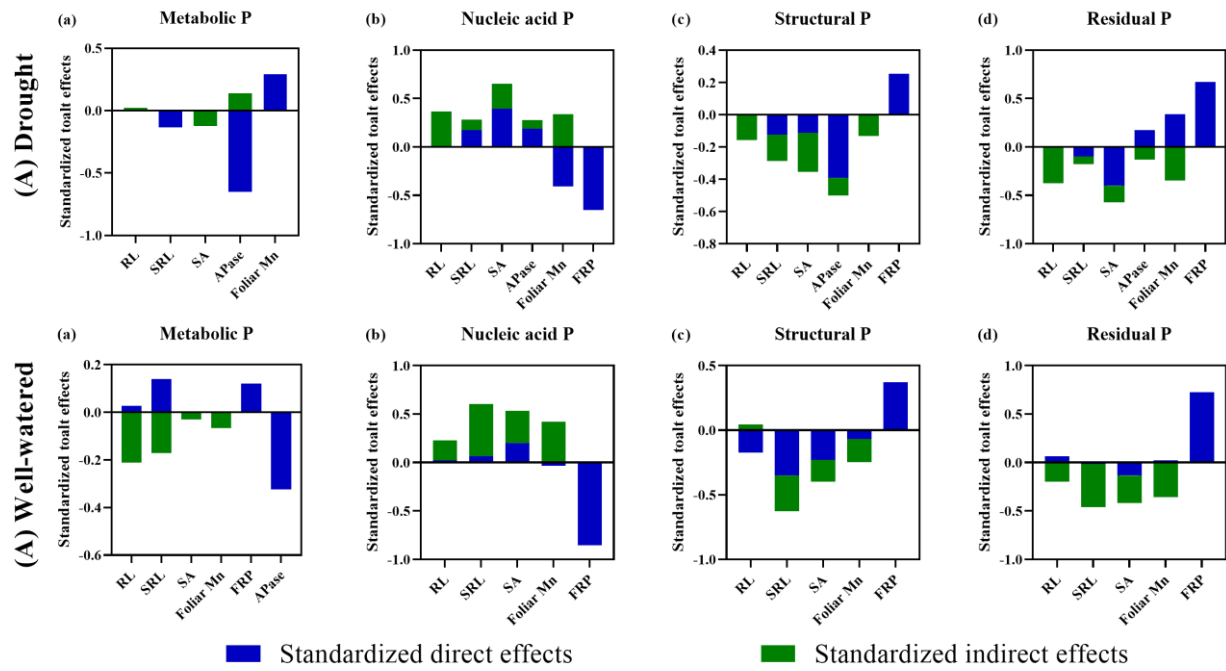 (A) Drought
(a) Metabolic P
Standardized toalt effects
0.5
0.0
-0.5
-1.0
RL SRL SA APase Foliar Mn
(b) Nucleic acid P
Standardized toalt effects
1.0
0.5
0.0
-0.5
-1.0
RL SRL SA APase Foliar Mn FRP
(c) Structural P
Standardized toalt effects
0.4
0.2
0.0
-0.2
-0.4
-0.6
-0.8
RL SRL SA APase Foliar Mn FRP
(d) Residual P
Standardized toalt effects
1.0
0.5
0.0
-0.5
-1.0
RL SRL SA APase Foliar Mn FRP
(A) Well-watered
(a) Metabolic P
Standardized toalt effects
0.2
0.0
-0.2
-0.4
-0.6
RL SRL SA Foliar Mn FRP APase
(b) Nucleic acid P
Standardized toalt effects
1.0
0.5
0.0
-0.5
-1.0
RL SRL SA Foliar Mn FRP
(c) Structural P
Standardized toalt effects
0.5
0.0
-0.5
-1.0
RL SRL SA Foliar Mn FRP
(d) Residual P
Standardized toalt effects
1.0
0.5
0.0
-0.5
-1.0
RL SRL SA Foliar Mn FRP
Standardized direct effects
Standardized indirect effects